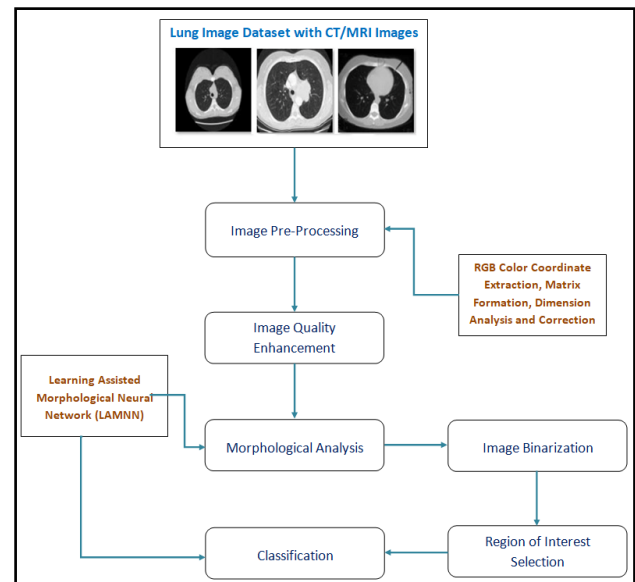 Lung Image Dataset with CT/MRI Images
Image Pre-Processing
RGB Color Coordinate
Extraction, Matrix
Formation, Dimension
Analysis and Correction
Image Quality
Enhancement
Learning Assisted
Morphological Neural
Network (LAMNN)
Morphological Analysis
Image Binarization
Classification
Region of Interest
Selection